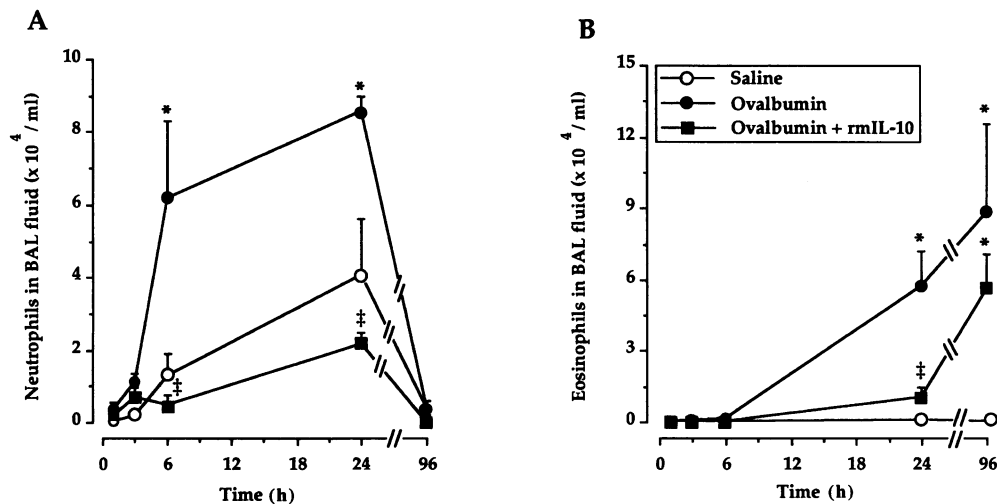 A
Neutrophils in BAL fluid (x 10 4 / ml)
10
8
6
4
2
0
*
*
‡
‡
0 6 12 18 24 96
Time (h)
B
Eosinophils in BAL fluid (x 10 4 / ml)
15
12
9
6
3
0
Saline
Ovalbumin
Ovalbumin + rmIL-10
*
*
*
‡
0 6 12 18 24 96
Time (h)